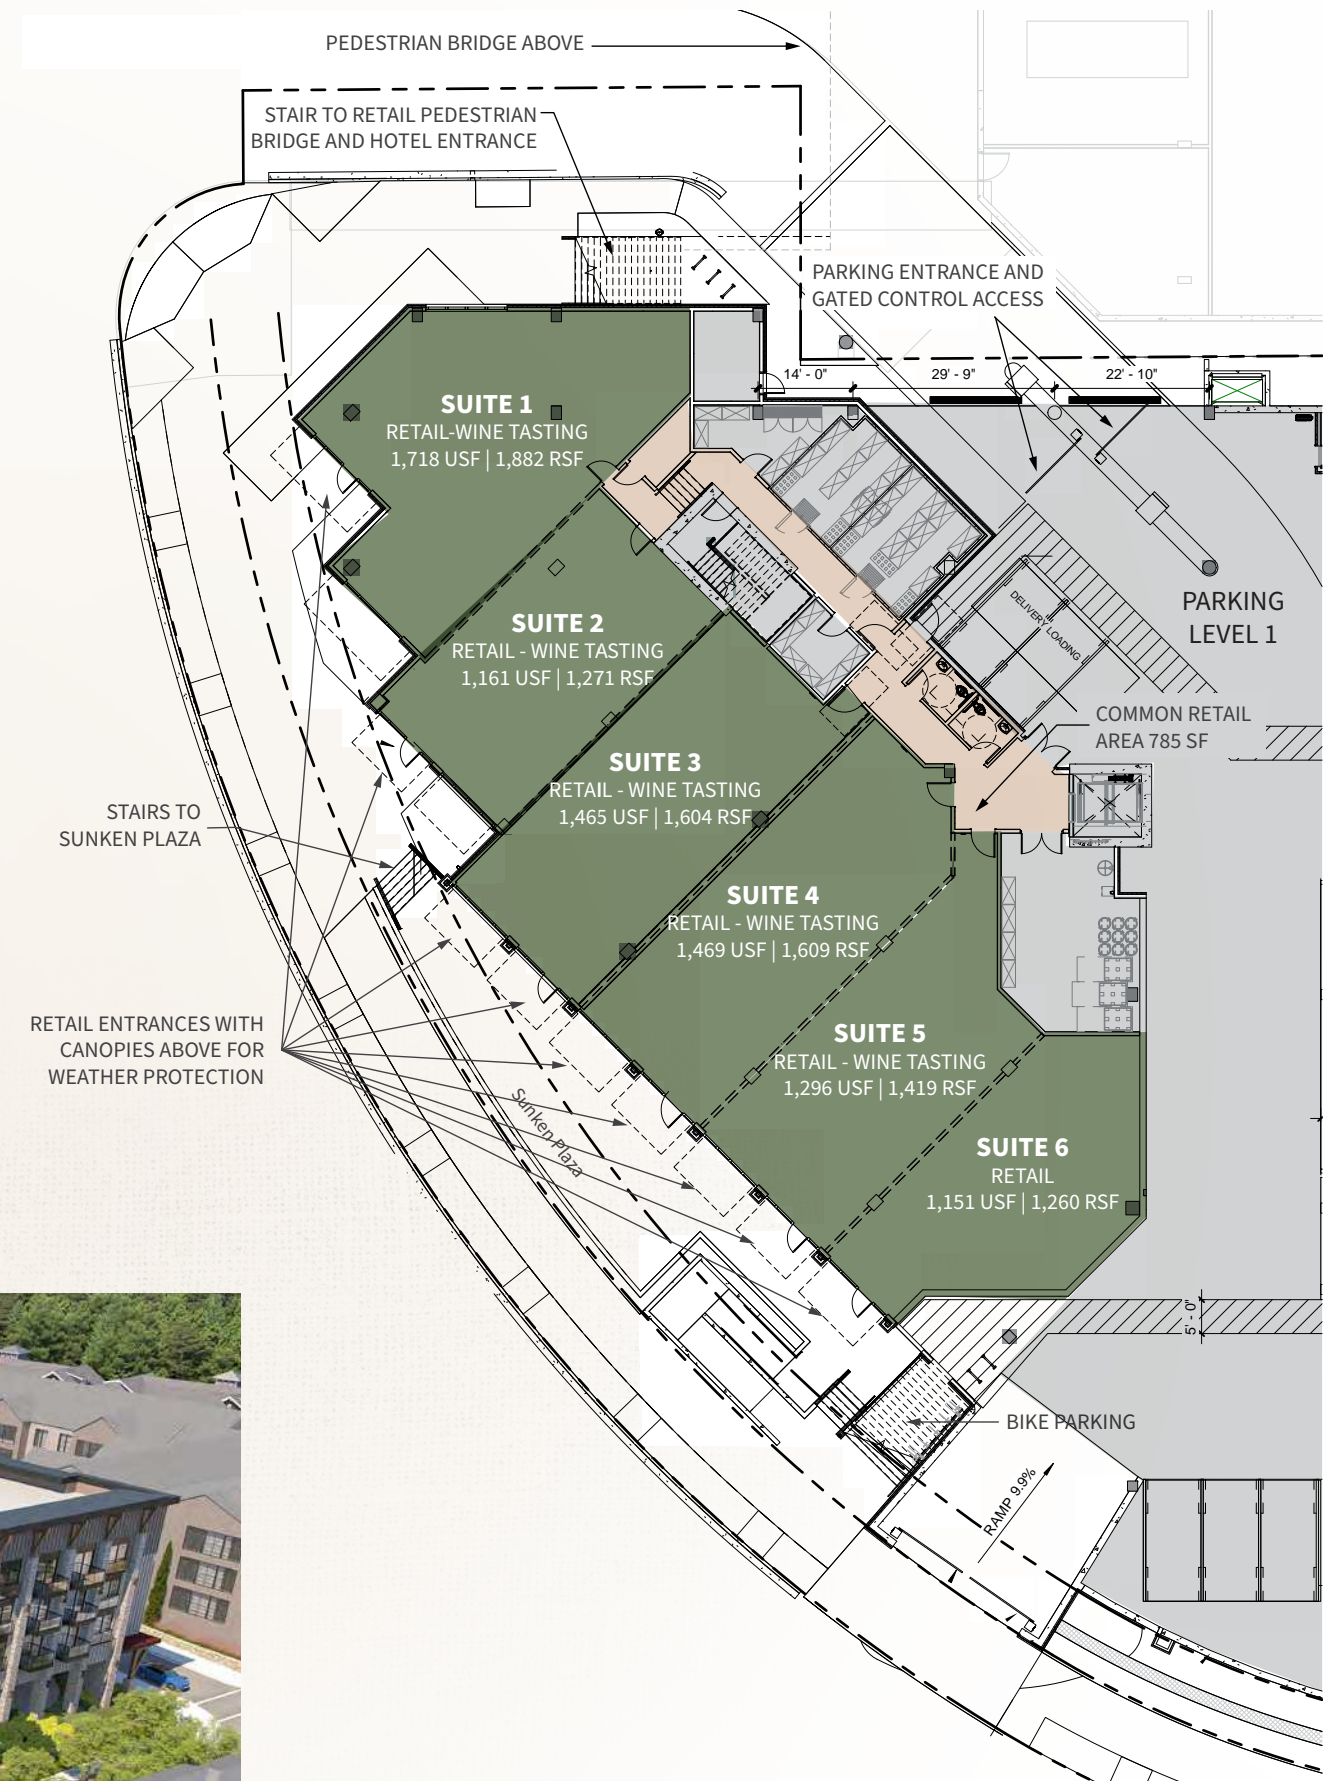 PEDESTRIAN BRIDGE ABOVE
STAIR TO RETAIL PEDESTRIAN
BRIDGE AND HOTEL ENTRANCE
PARKING ENTRANCE AND
GATED CONTROL ACCESS
14' - 0"
29' - 9"
22' - 10"
SUITE 1
RETAIL-WINE TASTING
1,718 USF | 1,882 RSF
SUITE 2
RETAIL - WINE TASTING
1,161 USF | 1,271 RSF
DELIVERY LOADING
PARKING
LEVEL 1
COMMON RETAIL
AREA 785 SF
SUITE 3
RETAIL - WINE TASTING
1,465 USF | 1,604 RSF
STAIRS TO
SUNKEN PLAZA
SUITE 4
RETAIL - WINE TASTING
1,469 USF | 1,609 RSF
RETAIL ENTRANCES WITH
CANOPIES ABOVE FOR
WEATHER PROTECTION
SUITE 5
RETAIL - WINE TASTING
1,296 USF | 1,419 RSF
Sunken Plaza
SUITE 6
RETAIL
1,151 USF | 1,260 RSF
5' - 0"
BIKE PARKING
RAMP 9.9%